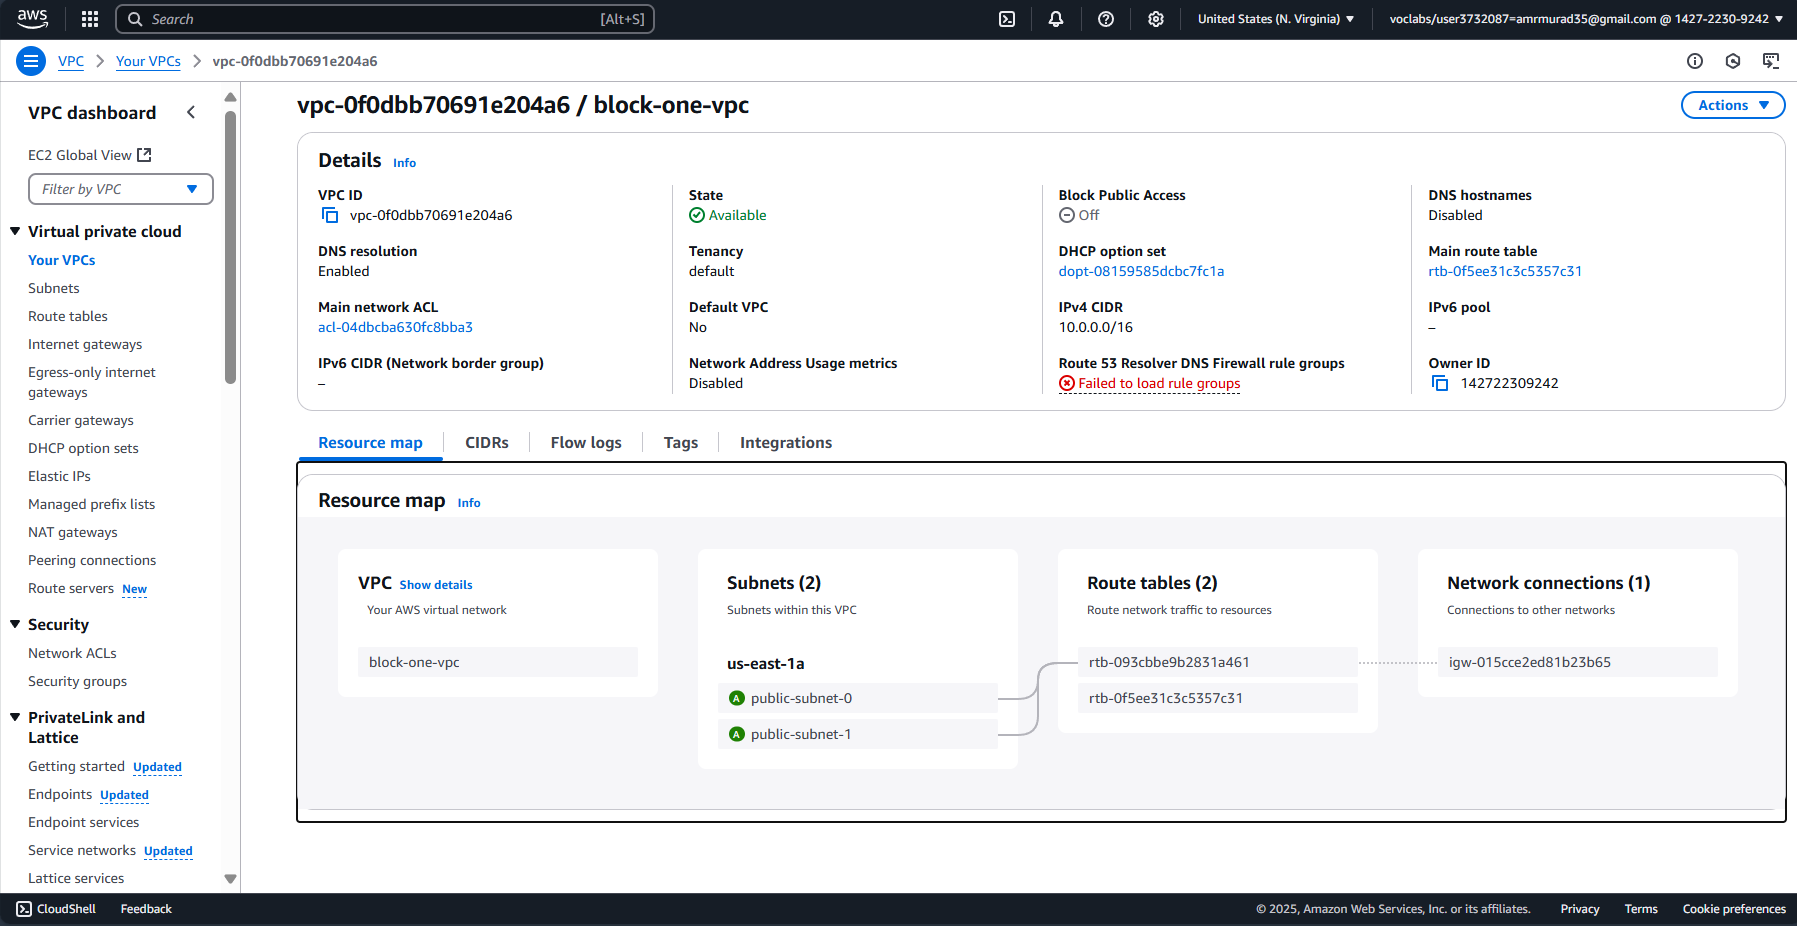 aws
Search [Alt+S]
United States (N. Virginia)
voclabs/user3732087=amrmurad35@gmail.com @ 1427-2230-9242
VPC
Your VPCs
vpc-0f0dbb70691e204a6
VPC dashboard
EC2 Global View
Filter by VPC
Virtual private cloud
Your VPCs
Subnets
Route tables
Internet gateways
Egress-only internet
gateways
Carrier gateways
DHCP option sets
Elastic IPs
Managed prefix lists
NAT gateways
Peering connections
Route servers New
Security
Network ACLs
Security groups
PrivateLink and
Lattice
Getting started Updated
Endpoints Updated
Endpoint services
Service networks Updated
Lattice services
vpc-0f0dbb70691e204a6 / block-one-vpc
Actions
Details Info
VPC ID
vpc-0f0dbb70691e204a6
State
Available
Block Public Access
Off
DNS hostnames
Disabled
DNS resolution
Enabled
Tenancy
default
DHCP option set
dopt-08159585dcbc7fc1a
Main route table
rtb-0f5ee31c3c5357c31
Main network ACL
acl-04dbcba630fc8bba3
Default VPC
No
IPv4 CIDR
10.0.0.0/16
IPv6 pool
–
IPv6 CIDR (Network border group)
–
Network Address Usage metrics
Disabled
Route 53 Resolver DNS Firewall rule groups
Failed to load rule groups
Owner ID
142722309242
Resource map
CIDRs
Flow logs
Tags
Integrations
Resource map Info
VPC Show details
Your AWS virtual network
block-one-vpc
Subnets (2)
Subnets within this VPC
us-east-1a
A public-subnet-0
A public-subnet-1
Route tables (2)
Route network traffic to resources
rtb-093cbbe9b2831a461
rtb-0f5ee31c3c5357c31
Network connections (1)
Connections to other networks
igw-015cce2ed81b23b65
CloudShell
Feedback
© 2025, Amazon Web Services, Inc. or its affiliates.
Privacy
Terms
Cookie preferences